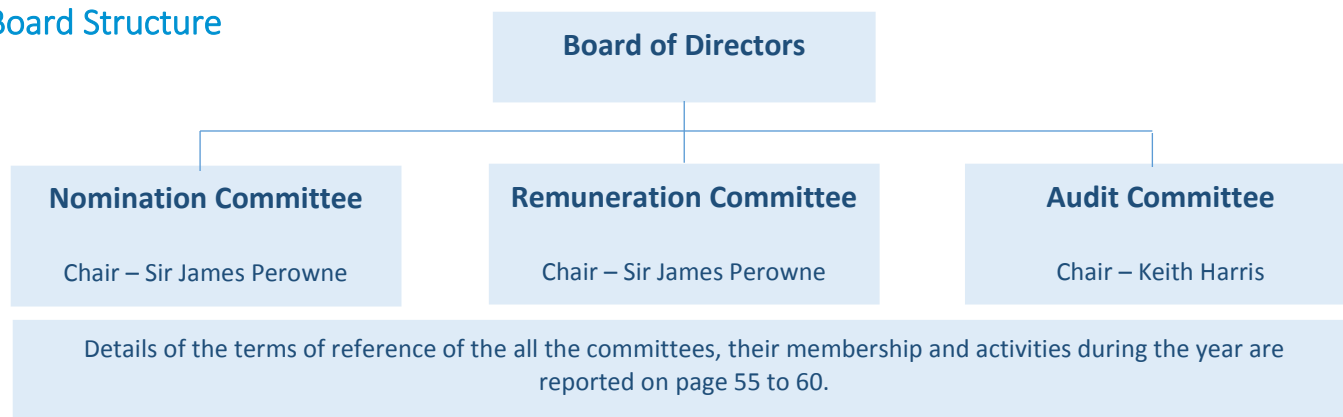 Board Structure
Board of Directors
Nomination Committee
Chair – Sir James Perowne
Remuneration Committee
Chair – Sir James Perowne
Audit Committee
Chair – Keith Harris
Details of the terms of reference of the all the committees, their membership and activities during the year are
reported on page 55 to 60.